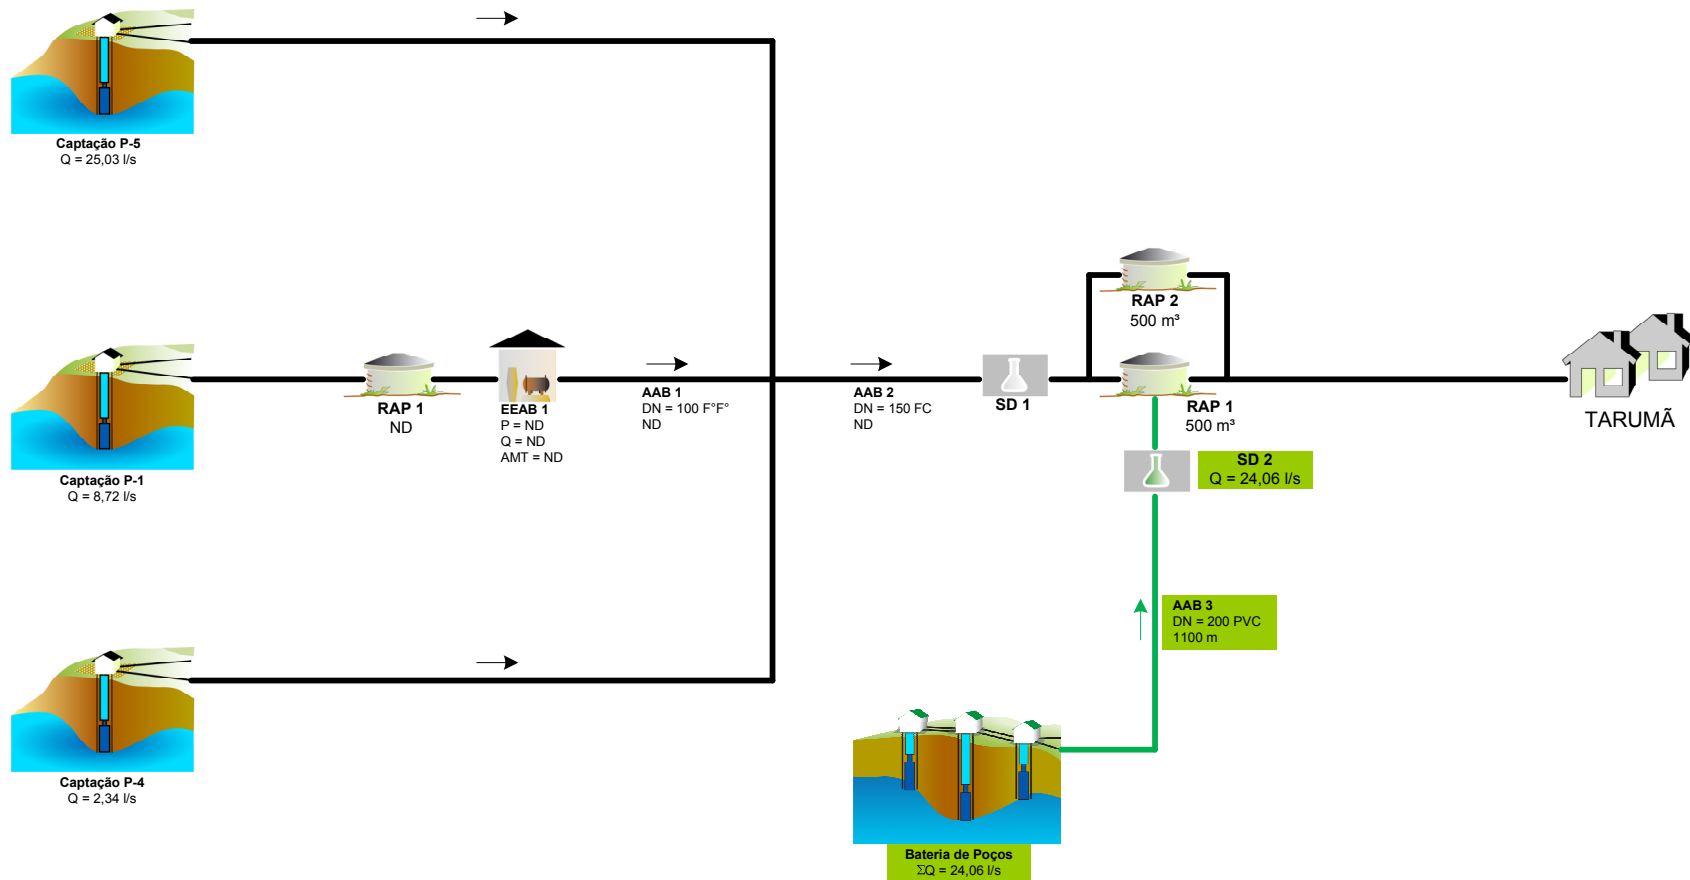 Captação P-5
Q = 25,03 l/s
RAP 2
500 m³
Captação P-1
Q = 8,72 l/s
RAP 1
ND
EEAB 1
P = ND
Q = ND
AMT = ND
AAB 1
DN = 100 F°F°
ND
AAB 2
DN = 150 FC
ND
SD 1
RAP 1
500 m³
TARUMÃ
SD 2
Q = 24,06 l/s
AAB 3
DN = 200 PVC
1100 m
Captação P-4
Q = 2,34 l/s
Bateria de Poços
ΣQ = 24,06 l/s